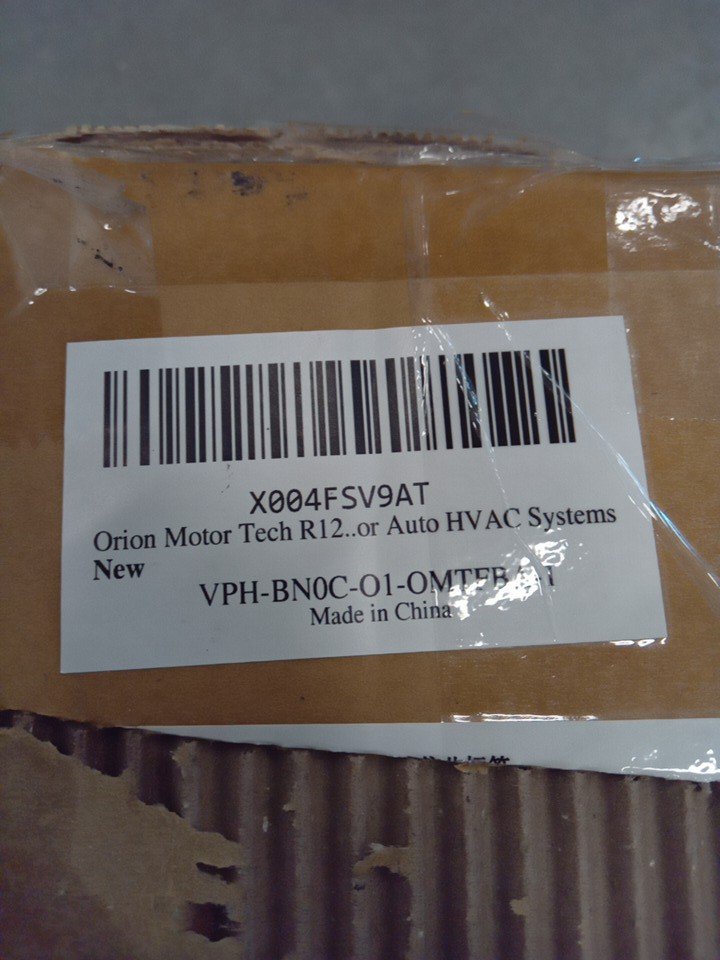 X004FSV9AT
Orion Motor Tech R12..or Auto HVAC Systems
New
Made in China